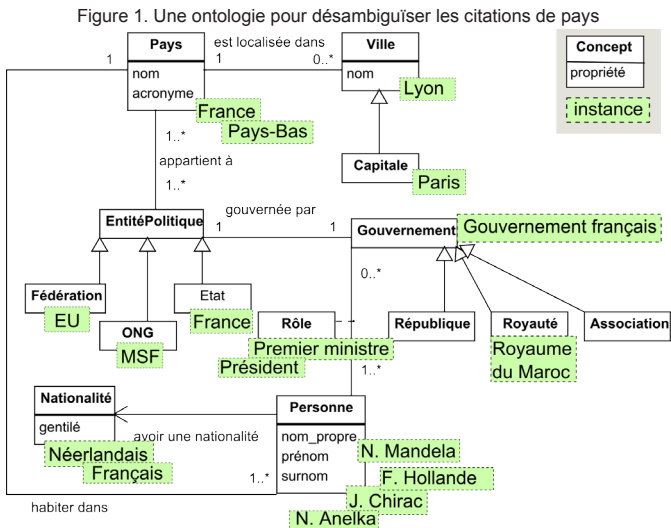 Figure 1. Une ontologie pour désambiguïser les citations de pays
Pays
nom
acronyme
France
Pays-Bas
1
est localisée dans
1
0..*
Ville
nom
Lyon
Concept
propriété
instance
1..*
appartient à
1..*
Capitale
Paris
EntitéPolitique
gouvernée par
1
1
Gouvernement
Gouvernement français
0..*
Fédération
EU
ONG
MSF
Etat
France
Rôle
Premier ministre
Président
République
Royauté
Royaume
du Maroc
Association
1..*
Nationalité
gentilé
Néerlandais
Français
avoir une nationalité
Personne
nom_propre
prénom
surnom
N. Mandela
F. Hollande
J. Chirac
N. Anelka
1..*
habiter dans